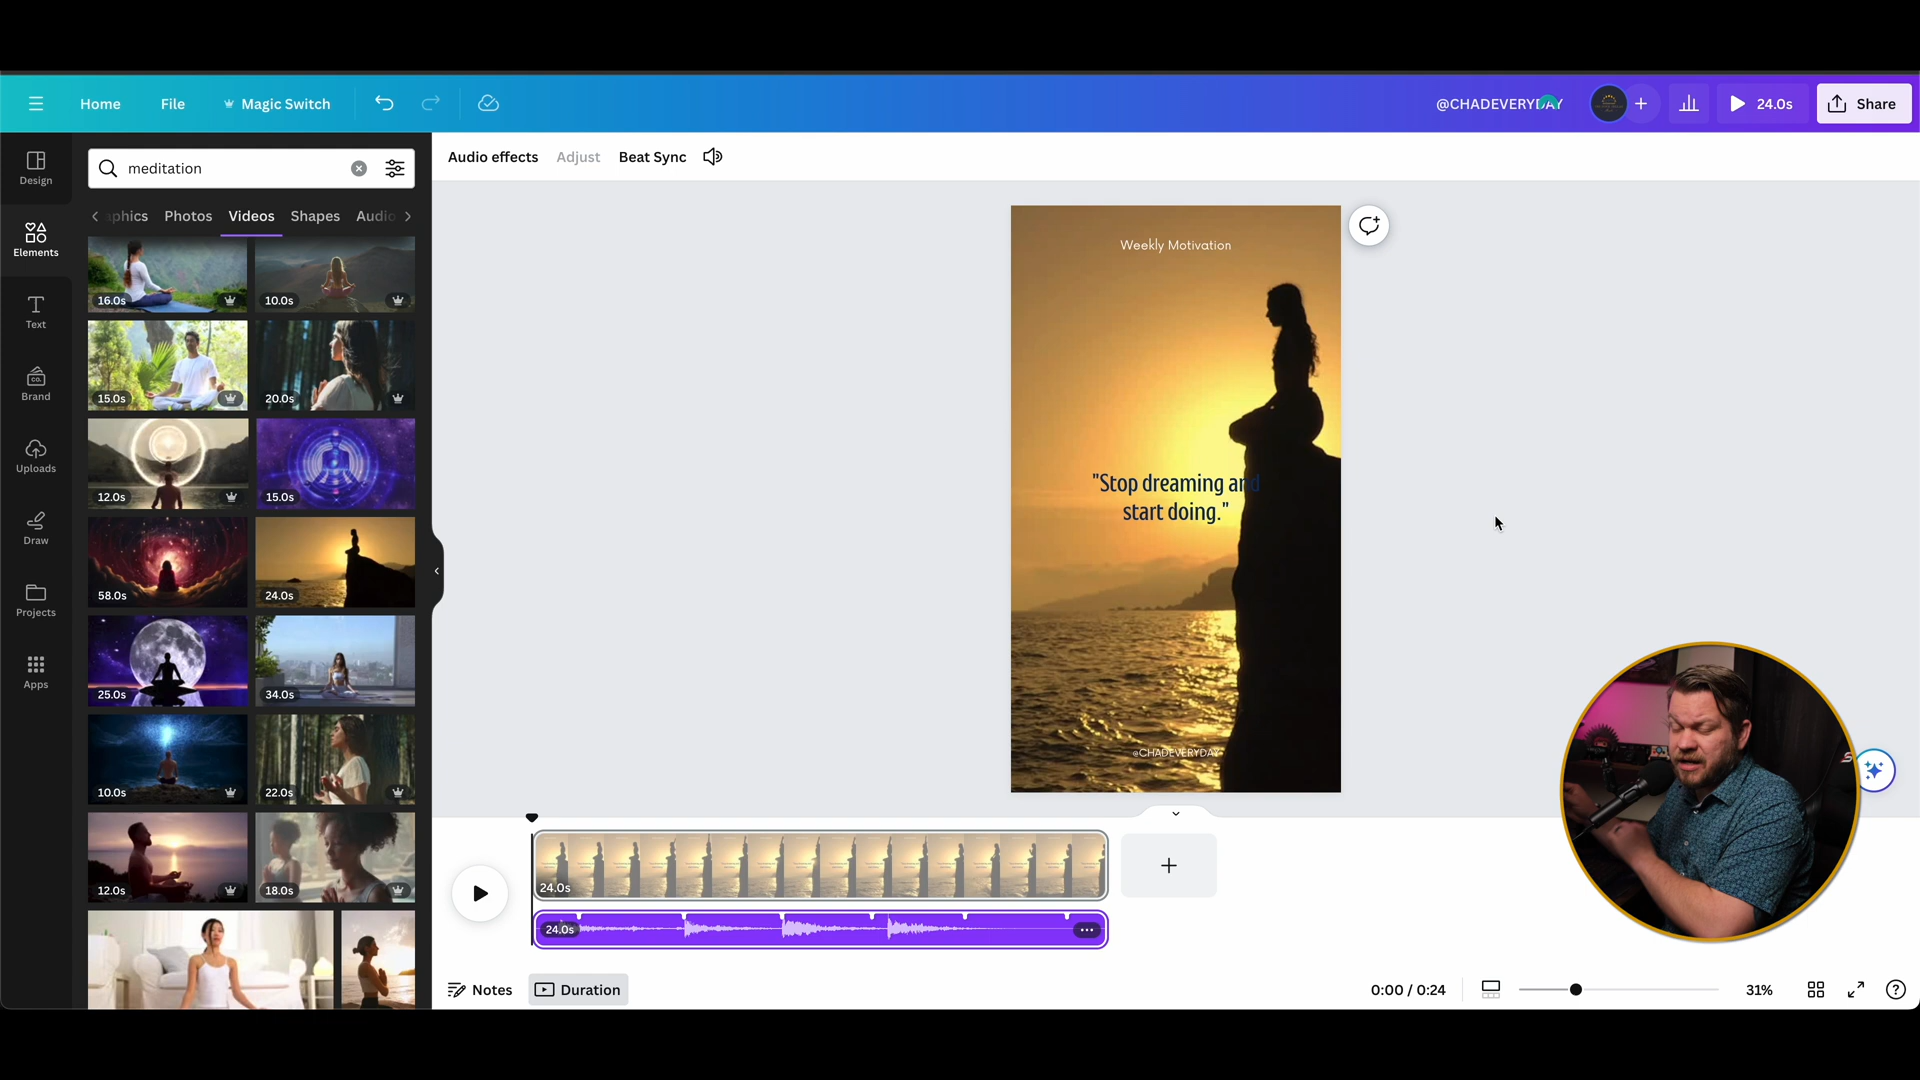 Home
File
Magic Switch
@CHADEVERYDAY
24.0s
Share
Design
Elements
Text
Brand
CO.
Uploads
Draw
Projects
Apps
meditation
Photos
Videos
Shapes
Audio
16.0s
10.0s
15.0s
20.0s
12.0s
15.0s
58.0s
24.0s
25.0s
34.0s
10.0s
22.0s
12.0s
18.0s
Audio effects
Adjust
Beat Sync
Weekly Motivation
"Stop dreaming and
start doing."
@CHADEVERYDAY
24.0s
24.0s
Notes
Duration
0:00 / 0:24
31%